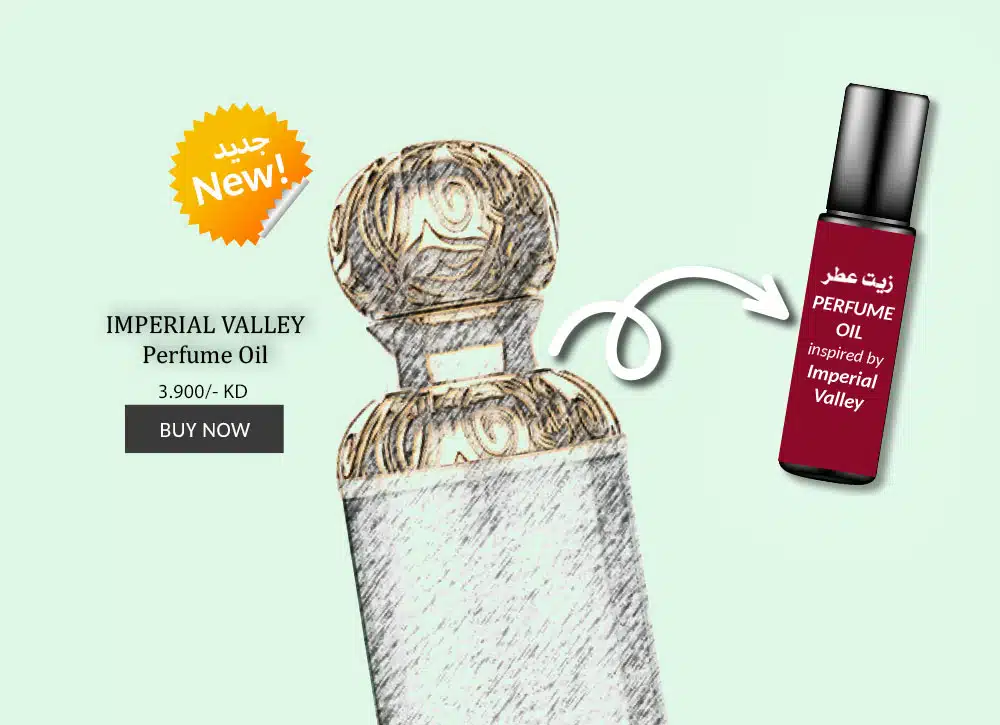 جديد
New!
IMPERIAL VALLEY
Perfume Oil
3.900/- KD
BUY NOW
زيت عطر
PERFUME
OIL
inspired by
Imperial
Valley